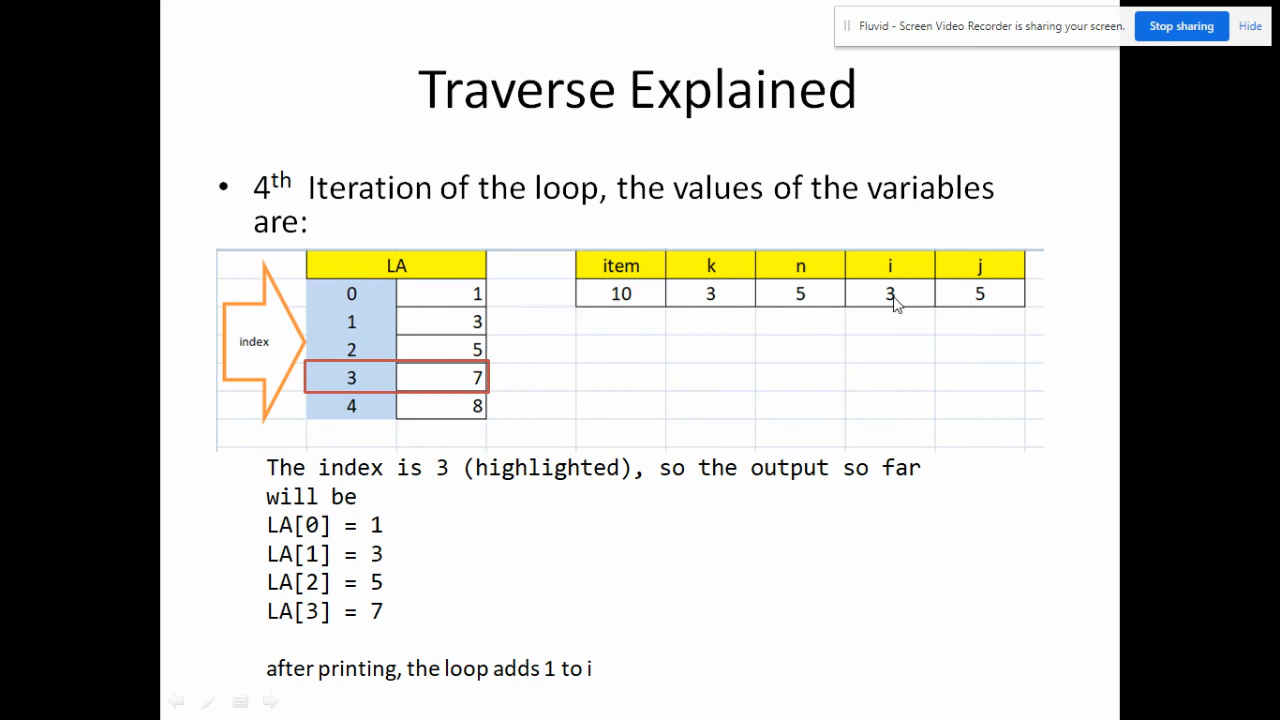 Fluvid - Screen Video Recorder is sharing your screen. Stop sharing Hide
Traverse Explained
• 4th Iteration of the loop, the values of the variables
are:
LA item k n i j
0 1 10 3 5 3 5
1 3
index
2 5
3 7
4 8
The index is 3 (highlighted), so the output so far
will be
LA[0] = 1
LA[1] = 3
LA[2] = 5
LA[3] = 7
after printing, the loop adds 1 to i